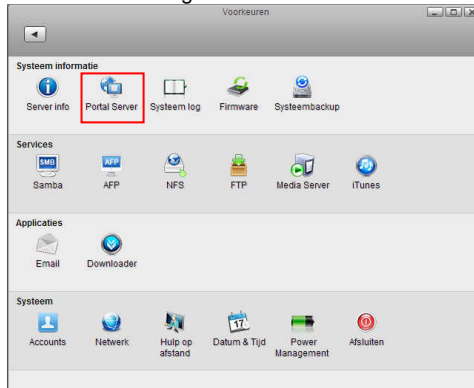 Voorkeuren
Systeem informatie
Server info
Portal Server
Systeem log
Firmware
Systeembackup
Services
SMB
AFP
Samba
AFP
NFS
FTP
Media Server
iTunes
Applicaties
Email
Downloader
Systeem
17
Accounts
Netwerk
Hulp op afstand
Datum & Tijd
Power Management
Afsluiten